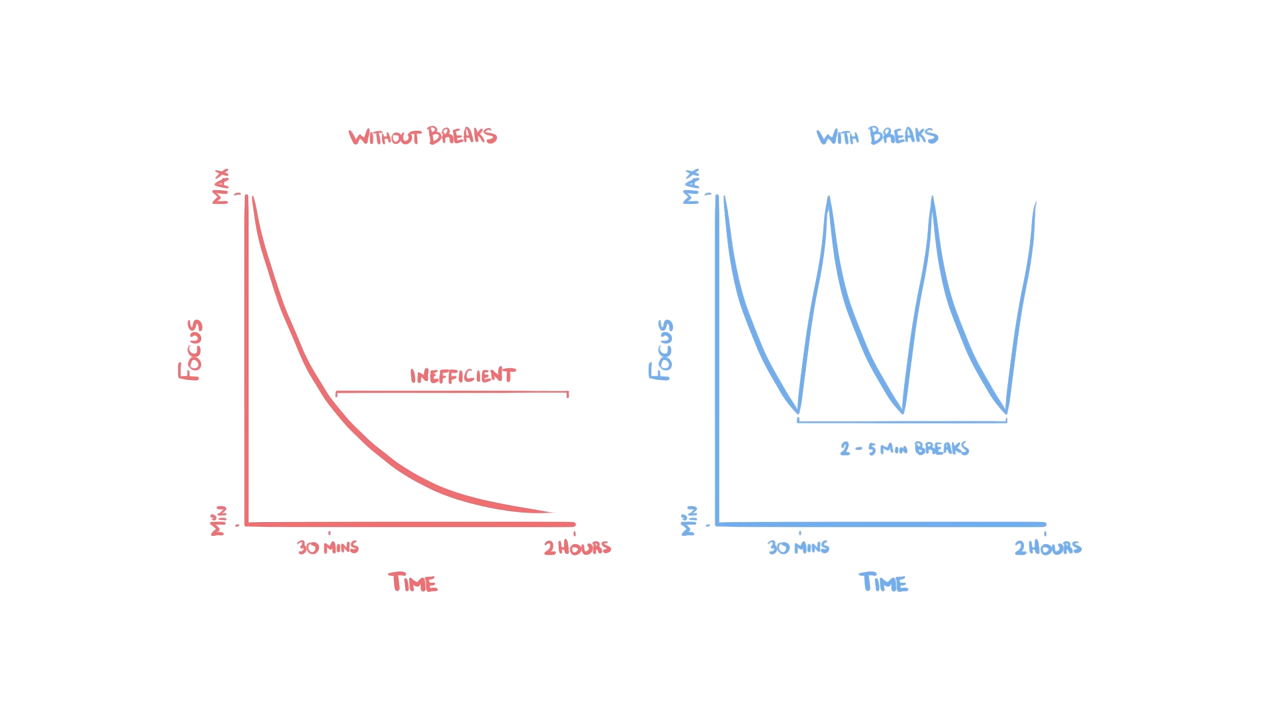 WITHOUT BREAKS
MAX
FOCUS
INEFFICIENT
MIN
30 MINS
2 HOURS
TIME
WITH BREAKS
MAX
FOCUS
2 - 5 MIN BREAKS
MIN
30 MINS
2 HOURS
TIME